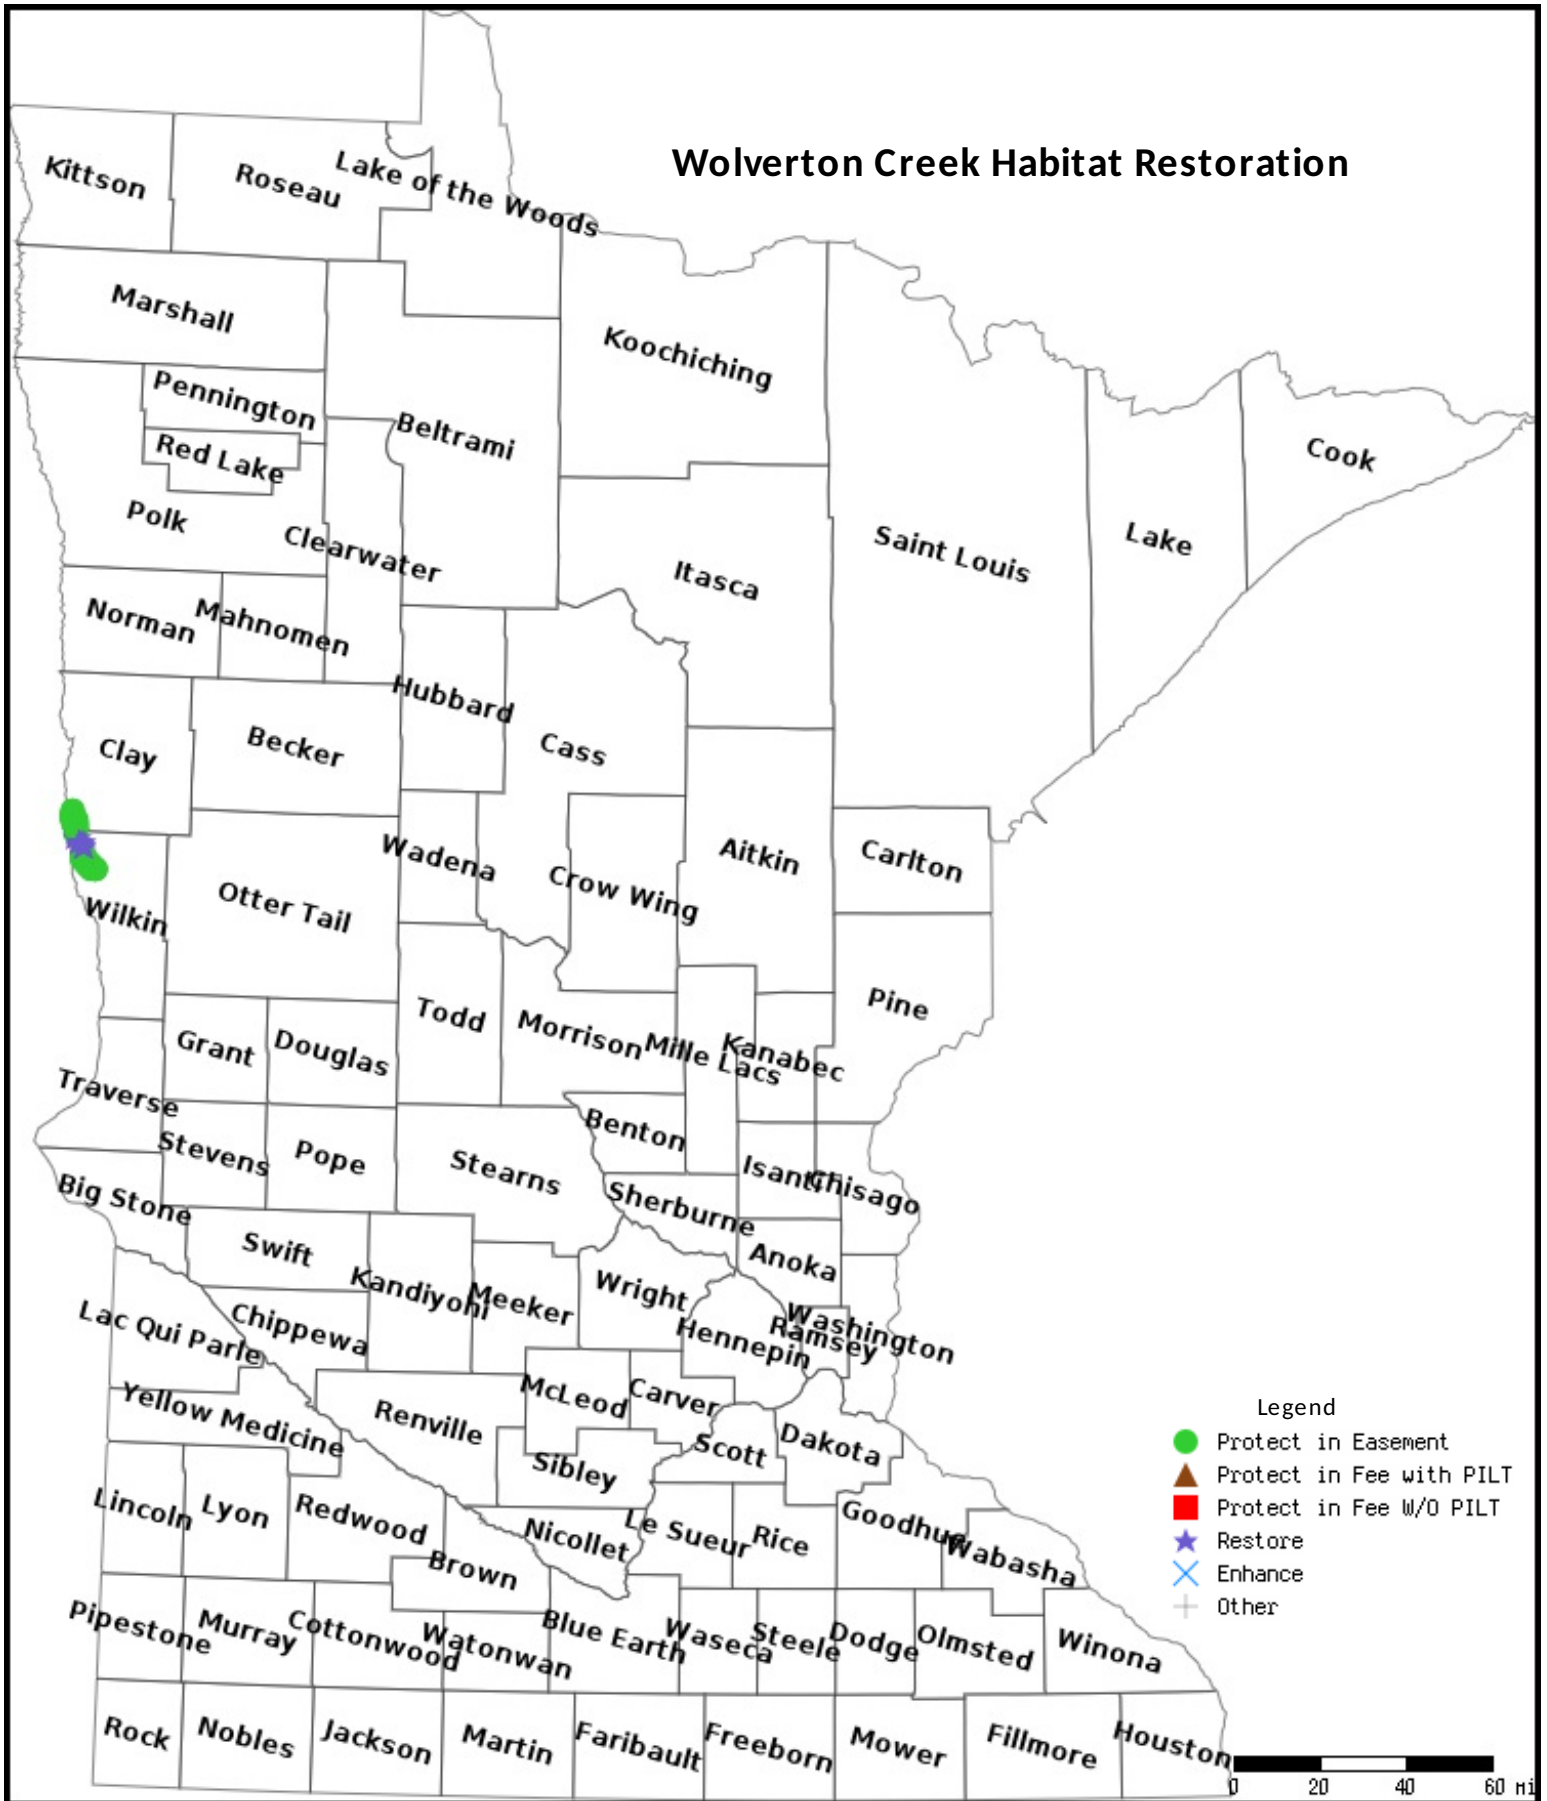 Wolverton Creek Habitat Restoration
Kittson
Roseau
Lake of the Woods
Marshall
Koochiching
Pennington
Beltrami
Red Lake
Cook
Polk
Clearwater
Saint Louis
Lake
Itasca
Norman
Mahnomen
Hubbard
Clay
Becker
Cass
Wadena
Aitkin
Carlton
Crow Wing
Otter Tail
Wilkin
Pine
Todd
Morrison
Mille Lacs
Kanabec
Grant
Douglas
Traverse
Benton
Stevens
Pope
Stearns
Isanti
Chisago
Big Stone
Sherburne
Swift
Anoka
Kandiyohi
Meeker
Wright
Lac Qui Parle
Chippewa
Hennepin
Ramsey
Washington
McLeod
Carver
Yellow Medicine
Renville
Scott
Dakota
Sibley
Lincoln
Lyon
Redwood
Nicollet
Le Sueur
Rice
Goodhue
Wabasha
Brown
Pipestone
Murray
Cottonwood
Watonwan
Blue Earth
Waseca
Steele
Dodge
Olmsted
Winona
Rock
Nobles
Jackson
Martin
Faribault
Freeborn
Mower
Fillmore
Houston
Legend
Protect in Easement
Protect in Fee with PILT
Protect in Fee W/O PILT
Restore
Enhance
Other
0 20 40 60 mi